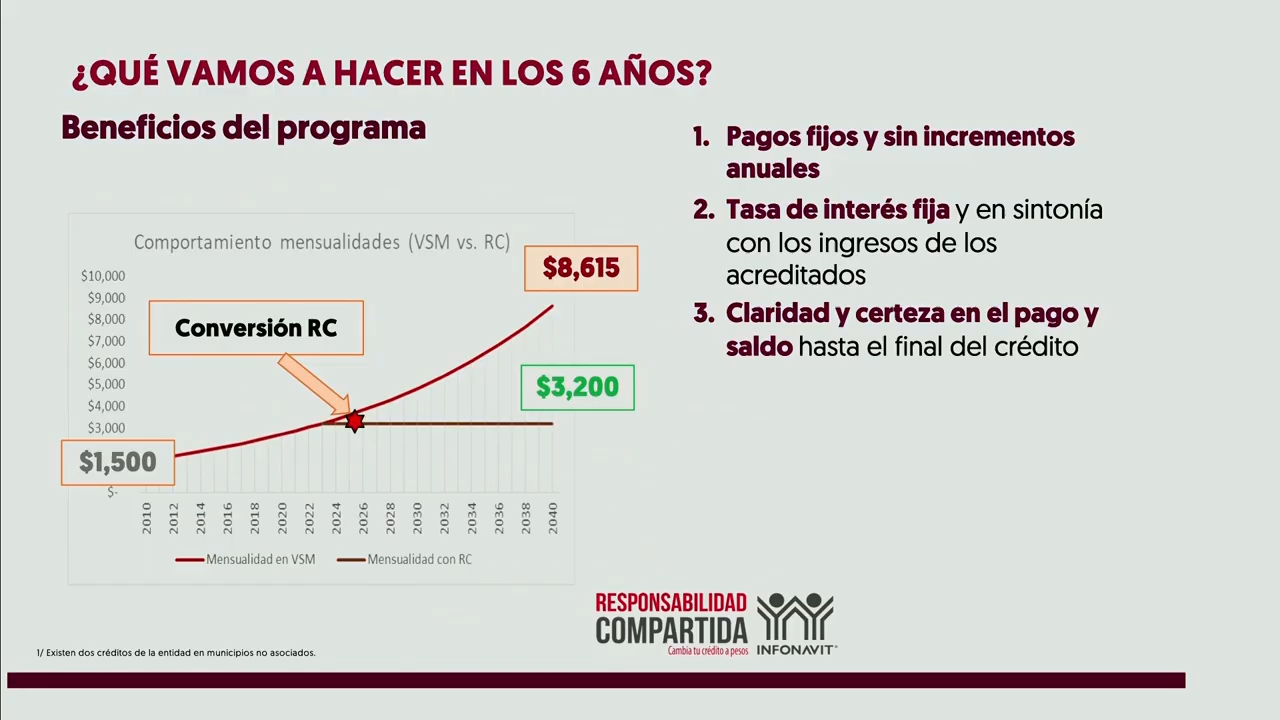 ¿QUÉ VAMOS A HACER EN LOS 6 AÑOS?
Beneficios del programa
Comportamiento mensualidades (VSM vs. RC)
$10,000
$9,000
$8,000
$7,000
$6,000
$5,000
$4,000
$3,000
$-
$8,615
Conversión RC
$3,200
$1,500
2010
2012
2014
2016
2018
2020
2022
2024
2026
2028
2030
2032
2034
2036
2038
2040
Mensualidad en VSM
Mensualidad con RC
1. Pagos fijos y sin incrementos
anuales
2. Tasa de interés fija y en sintonía
con los ingresos de los
acreditados
3. Claridad y certeza en el pago y
saldo hasta el final del crédito
RESPONSABILIDAD
COMPARTIDA
Cambia tu crédito a pesos
INFONAVIT
1/ Existen dos créditos de la entidad en municipios no asociados.